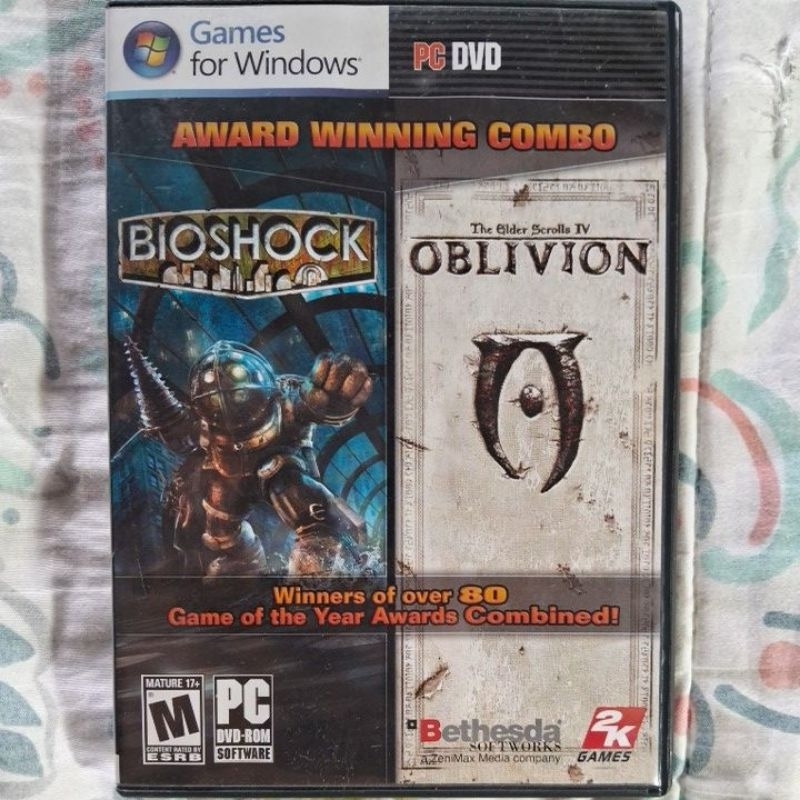 Games
for Windows
PC DVD
AWARD WINNING COMBO
BIOSHOCK
The Elder Scrolls IV
OBLIVION
Winners of over 80
Game of the Year Awards Combined!
MATURE 17+
M
CONTENT RATED BY
ESRB
PC
DVD-ROM
SOFTWARE
Bethesda
SOFTWORKS
A ZeniMax Media company
2K
GAMES